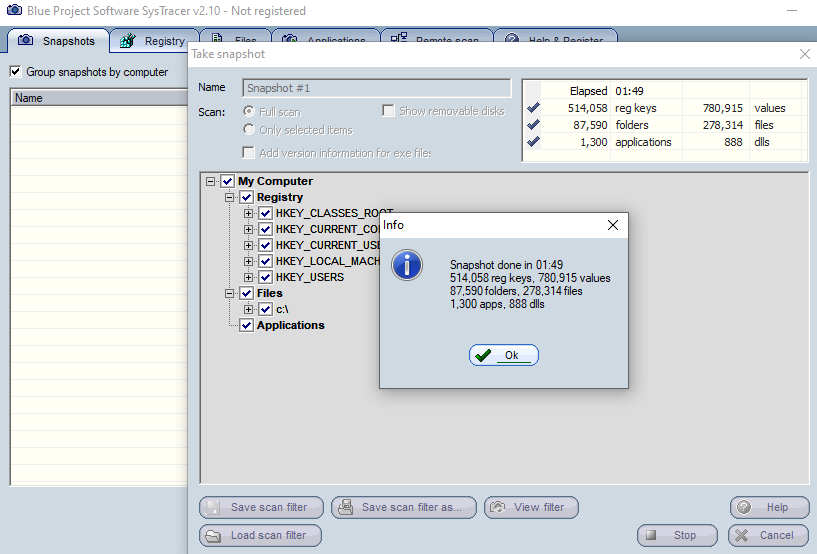 Blue Project Software SysTracer v2.10 - Not registered
Snapshots Registry Files Applications Remote scan Help & Register
Take snapshot
Group snapshots by computer
Name
Name Snapshot #1
Scan: Full scan Show removable disks
Only selected items
Add version information for exe files
Elapsed 01:49
514,058 reg keys 780,915 values
87,590 folders 278,314 files
1,300 applications 888 dlls
My Computer
Registry
HKEY_CLASSES_ROOT
HKEY_CURRENT_CO
HKEY_CURRENT_USE
HKEY_LOCAL_MACH
HKEY_USERS
Files
c:\
Applications
Info
Snapshot done in 01:49
514,058 reg keys, 780,915 values
87,590 folders, 278,314 files
1,300 apps, 888 dlls
Ok
Save scan filter Save scan filter as... View filter Help
Load scan filter Stop Cancel